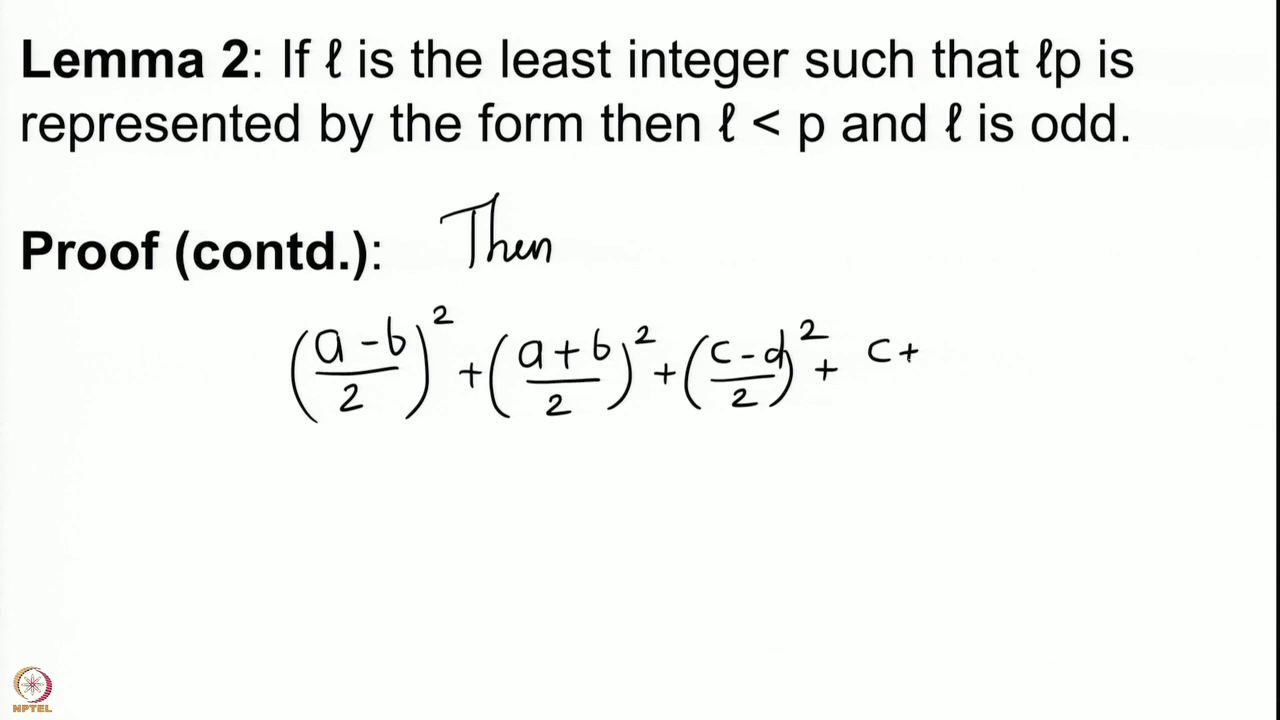 Lemma 2: If ℓ is the least integer such that ℓp is
represented by the form then ℓ < p and ℓ is odd.
Proof (contd.): Then
(a-b/2)² + (a+b/2)² + (c-d/2)² + c+
NPTEL